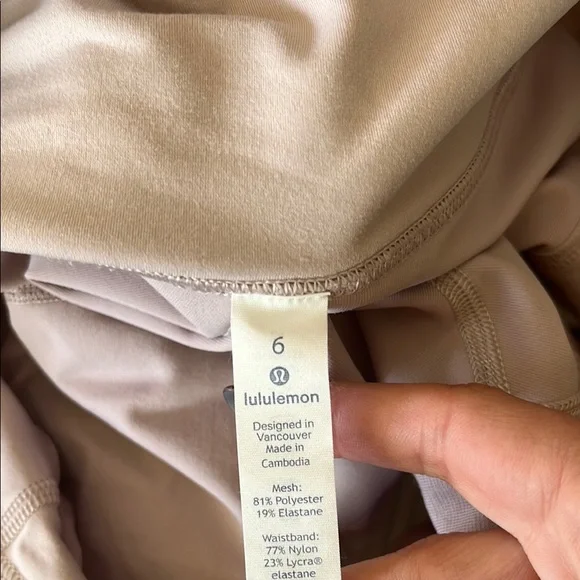 6
lululemon
Designed in
Vancouver
Made in
Cambodia
Mesh:
81% Polyester
19% Elastane
Waistband:
77% Nylon
23% Lycra®
elastane